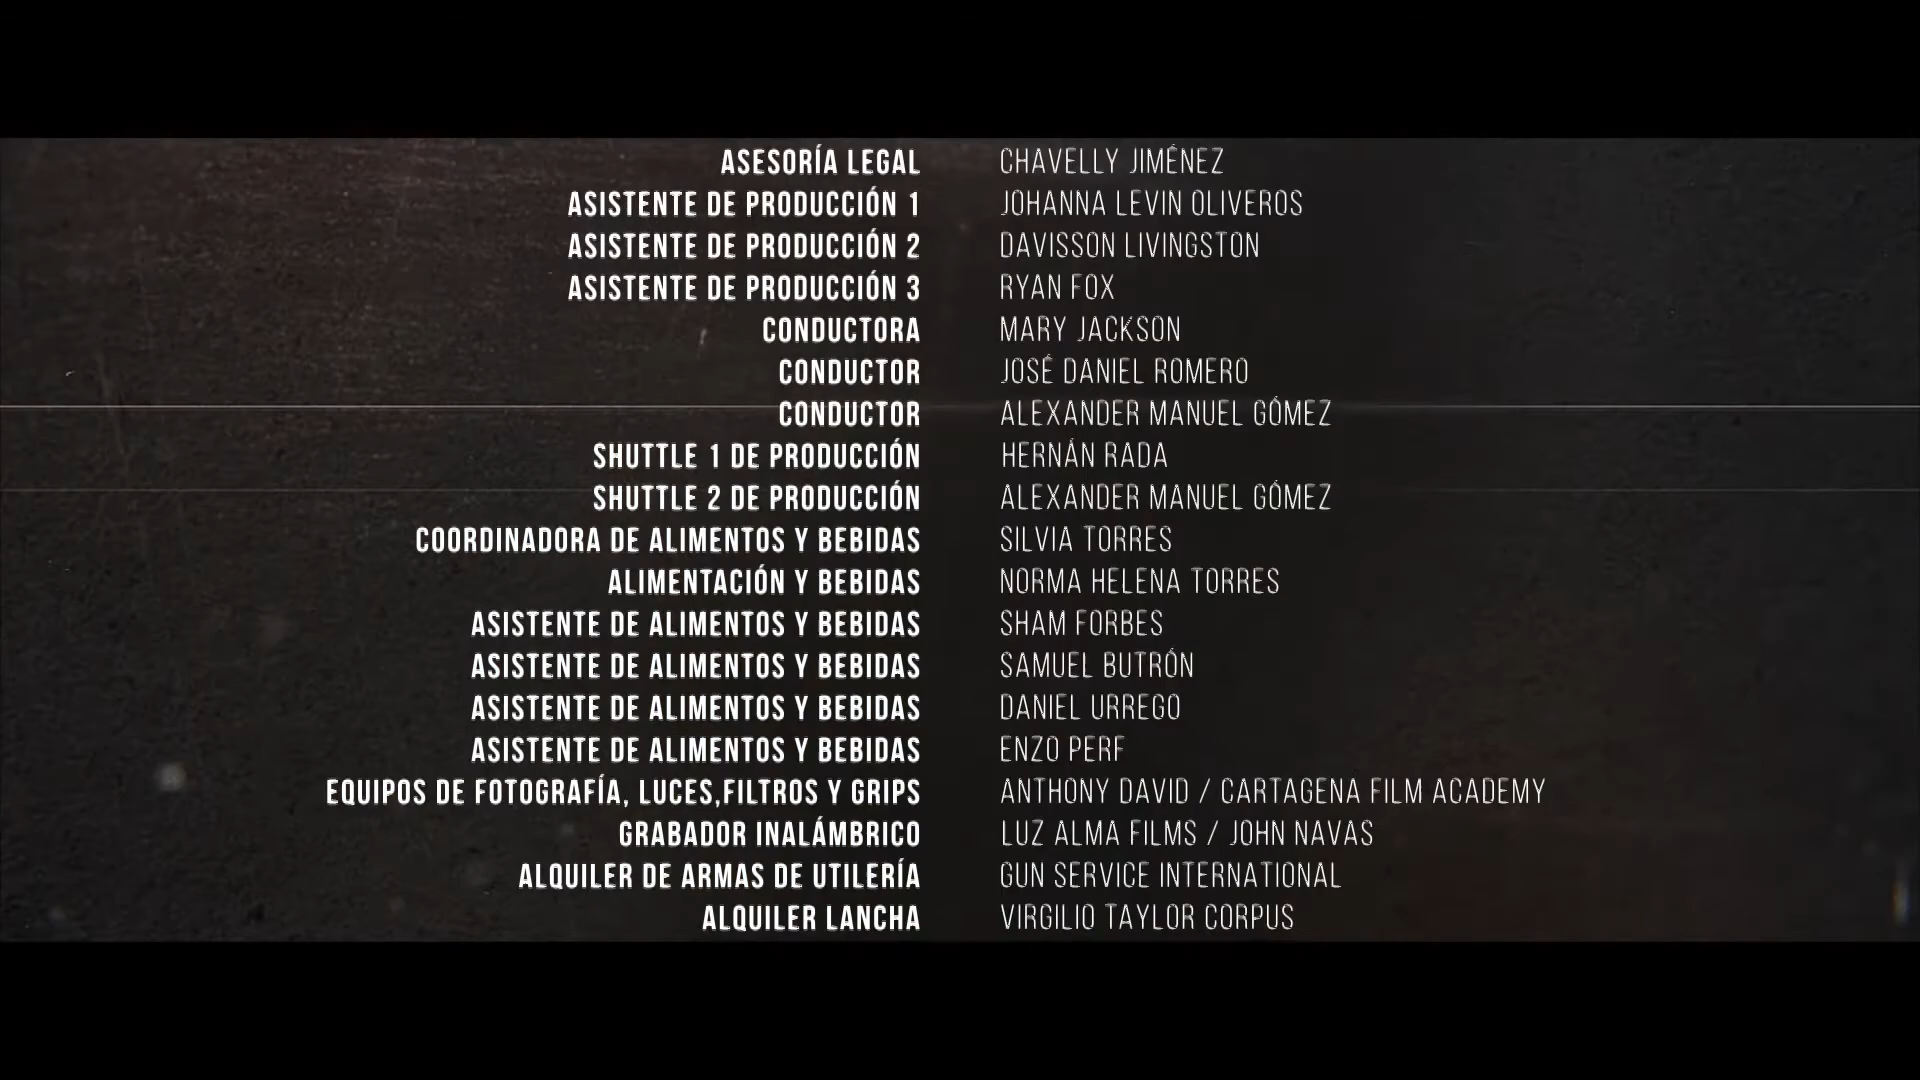 ASESORÍA LEGAL CHAVELLY JIMÉNEZ
ASISTENTE DE PRODUCCIÓN 1 JOHANNA LEVIN OLIVEROS
ASISTENTE DE PRODUCCIÓN 2 DAVISSON LIVINGSTON
ASISTENTE DE PRODUCCIÓN 3 RYAN FOX
CONDUCTORA MARY JACKSON
CONDUCTOR JOSÉ DANIEL ROMERO
CONDUCTOR ALEXANDER MANUEL GÓMEZ
SHUTTLE 1 DE PRODUCCIÓN HERNÁN RADA
SHUTTLE 2 DE PRODUCCIÓN ALEXANDER MANUEL GÓMEZ
COORDINADORA DE ALIMENTOS Y BEBIDAS SILVIA TORRES
ALIMENTACIÓN Y BEBIDAS NORMA HELENA TORRES
ASISTENTE DE ALIMENTOS Y BEBIDAS SHAM FORBES
ASISTENTE DE ALIMENTOS Y BEBIDAS SAMUEL BUTRÓN
ASISTENTE DE ALIMENTOS Y BEBIDAS DANIEL URREGO
ASISTENTE DE ALIMENTOS Y BEBIDAS ENZO PERF
EQUIPOS DE FOTOGRAFÍA, LUCES,FILTROS Y GRIPS ANTHONY DAVID / CARTAGENA FILM ACADEMY
GRABADOR INALÁMBRICO LUZ ALMA FILMS / JOHN NAVAS
ALQUILER DE ARMAS DE UTILERÍA GUN SERVICE INTERNATIONAL
ALQUILER LANCHA VIRGILIO TAYLOR CORPUS